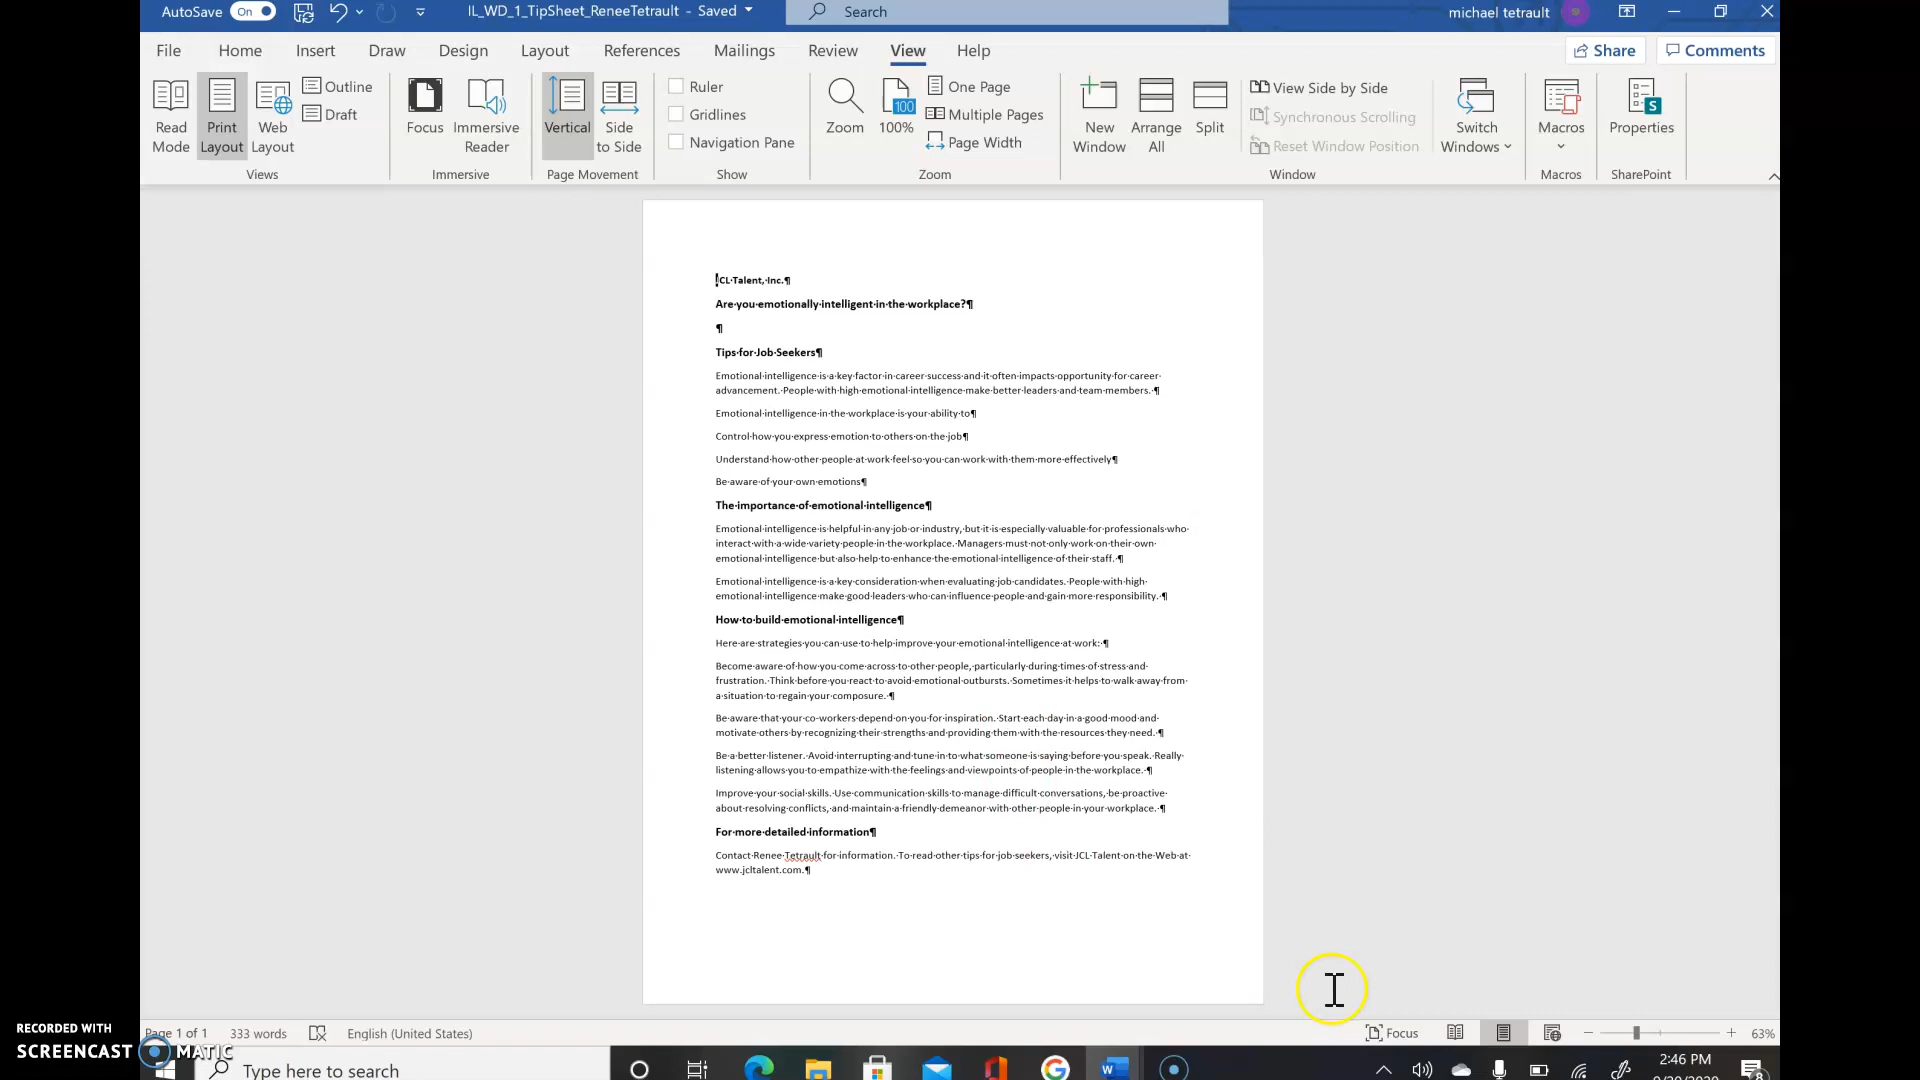 AutoSave On IL_WD_1_TipSheet_ReneeTetrault - Saved Search michael tetrault
File Home Insert Draw Design Layout References Mailings Review View Help Share Comments
Read Mode
Print Layout
Web Layout
Outline
Draft
Views
Focus
Immersive Reader
Immersive
Vertical
Side to Side
Page Movement
Ruler
Gridlines
Navigation Pane
Show
Zoom
100
100%
One Page
Multiple Pages
Page Width
Zoom
New Window
Arrange All
Split
View Side by Side
Synchronous Scrolling
Reset Window Position
Switch Windows
Window
Macros
Macros
S
Properties
SharePoint
JCL·Talent,·Inc.¶
Are·you·emotionally·intelligent·in·the·workplace?¶
¶
Tips·for·Job·Seekers¶
Emotional·intelligence·is·a·key·factor·in·career·success·and·it·often·impacts·opportunity·for·career·
advancement.·People·with·high·emotional·intelligence·make·better·leaders·and·team·members.·¶
Emotional·intelligence·in·the·workplace·is·your·ability·to¶
Control·how·you·express·emotion·to·others·on·the·job¶
Understand·how·other·people·at·work·feel·so·you·can·work·with·them·more·effectively¶
Be·aware·of·your·own·emotions¶
The·importance·of·emotional·intelligence¶
Emotional·intelligence·is·helpful·in·any·job·or·industry,·but·it·is·especially·valuable·for·professionals·who·
interact·with·a·wide·variety·people·in·the·workplace.·Managers·must·not·only·work·on·their·own·
emotional·intelligence·but·also·help·to·enhance·the·emotional·intelligence·of·their·staff.·¶
Emotional·intelligence·is·a·key·consideration·when·evaluating·job·candidates.·People·with·high·
emotional·intelligence·make·good·leaders·who·can·influence·people·and·gain·more·responsibility.·¶
How·to·build·emotional·intelligence¶
Here·are·strategies·you·can·use·to·help·improve·your·emotional·intelligence·at·work:·¶
Become·aware·of·how·you·come·across·to·other·people,·particularly·during·times·of·stress·and·
frustration.·Think·before·you·react·to·avoid·emotional·outbursts.·Sometimes·it·helps·to·walk·away·from·
a·situation·to·regain·your·composure.·¶
Be·aware·that·your·co-workers·depend·on·you·for·inspiration.·Start·each·day·in·a·good·mood·and·
motivate·others·by·recognizing·their·strengths·and·providing·them·with·the·resources·they·need.·¶
Be·a·better·listener.·Avoid·interrupting·and·tune·in·to·what·someone·is·saying·before·you·speak.·Really·
listening·allows·you·to·empathize·with·the·feelings·and·viewpoints·of·people·in·the·workplace.·¶
Improve·your·social·skills.·Use·communication·skills·to·manage·difficult·conversations,·be·proactive·
about·resolving·conflicts,·and·maintain·a·friendly·demeanor·with·other·people·in·your·workplace.·¶
For·more·detailed·information¶
Contact·Renee·Tetrault·for·information.·To·read·other·tips·for·job·seekers,·visit·JCL·Talent·on·the·Web·at·
www.jcltalent.com.¶
Page 1 of 1 333 words English (United States) Focus 63%
RECORDED WITH
SCREENCAST MATIC
Type here to search
2:46 PM